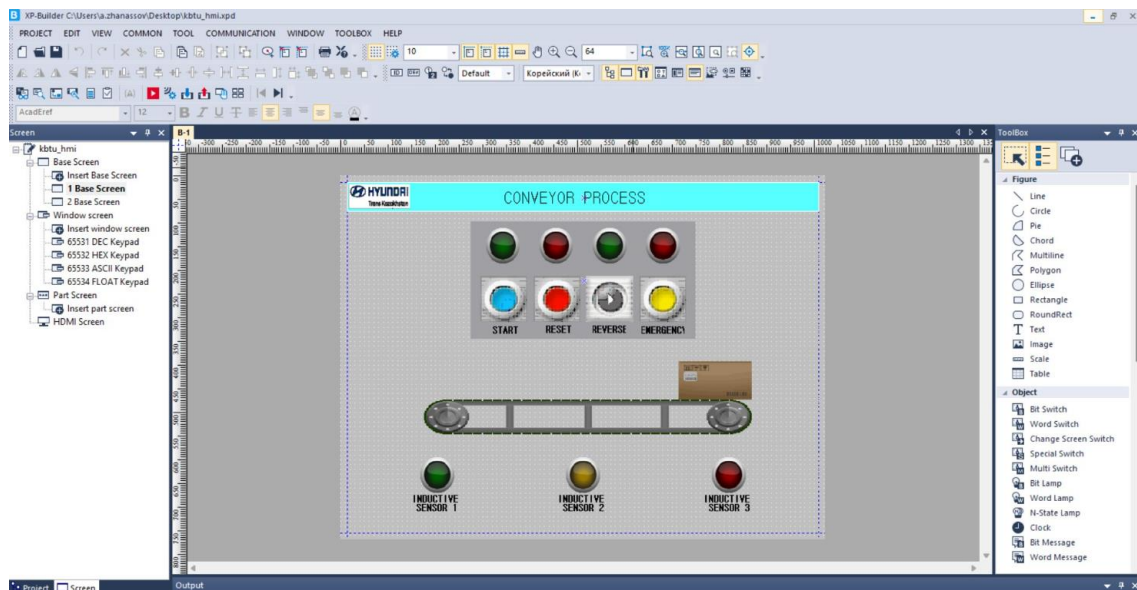 XP-Builder C:\Users\a.zhanassov\Desktop\kbtu_hmi.xpd
PROJECT EDIT VIEW COMMON TOOL COMMUNICATION WINDOW TOOLBOX HELP
10 64
Default Корейский (К
AcadEref 12
Screen B-1 ToolBox
kbtu_hmi
Base Screen
Insert Base Screen
1 Base Screen
2 Base Screen
Window screen
Insert window screen
65531 DEC Keypad
65532 HEX Keypad
65533 ASCII Keypad
65534 FLOAT Keypad
Part Screen
Insert part screen
HDMI Screen
HYUNDAI
Trans Kazakhstan
CONVEYOR PROCESS
START RESET REVERSE EMERGENCY
INDUCTIVE SENSOR 1
INDUCTIVE SENSOR 2
INDUCTIVE SENSOR 3
Figure
Line
Circle
Pie
Chord
Multiline
Polygon
Ellipse
Rectangle
RoundRect
Text
Image
Scale
Table
Object
Bit Switch
Word Switch
Change Screen Switch
Special Switch
Multi Switch
Bit Lamp
Word Lamp
N-State Lamp
Clock
Bit Message
Word Message
Project Screen Output